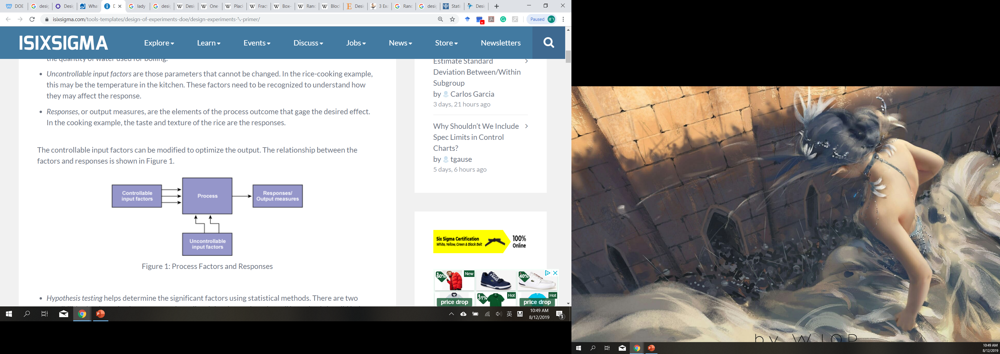 DOE
desig
Desi
Wha
D
lady
desig
Desi
One-
Plack
Fract
Box-
Rand
Bloc
Desi
3 Exa
Rand
desig
Stati
Desi
isixsigma.com/tools-templates/design-of-experiments-doe/design-experiments-␝-primer/
Paused
ISIXSIGMA
Explore
Learn
Events
Discuss
Jobs
News
Store
Newsletters
the quantity of water used for boiling.
• Uncontrollable input factors are those parameters that cannot be changed. In the rice-cooking example,
this may be the temperature in the kitchen. These factors need to be recognized to understand how
they may affect the response.
• Responses, or output measures, are the elements of the process outcome that gage the desired effect.
In the cooking example, the taste and texture of the rice are the responses.
The controllable input factors can be modified to optimize the output. The relationship between the
factors and responses is shown in Figure 1.
Controllable
input factors
Process
Responses/
Output measures
Uncontrollable
input factors
Figure 1: Process Factors and Responses
• Hypothesis testing helps determine the significant factors using statistical methods. There are two
Estimate Standard
Deviation Between/Within
Subgroup
by Carlos Garcia
3 days, 21 hours ago
Why Shouldn't We Include
Spec Limits in Control
Charts?
by tgause
5 days, 6 hours ago
Six Sigma Certification
White, Yellow, Green & Black Belt
100%
Online
60%
New
40%
price drop
31%
Hot
price drop
Hot
英
M
10:49 AM
8/12/2019
3
by WLOP
10:49 AM
8/12/2019